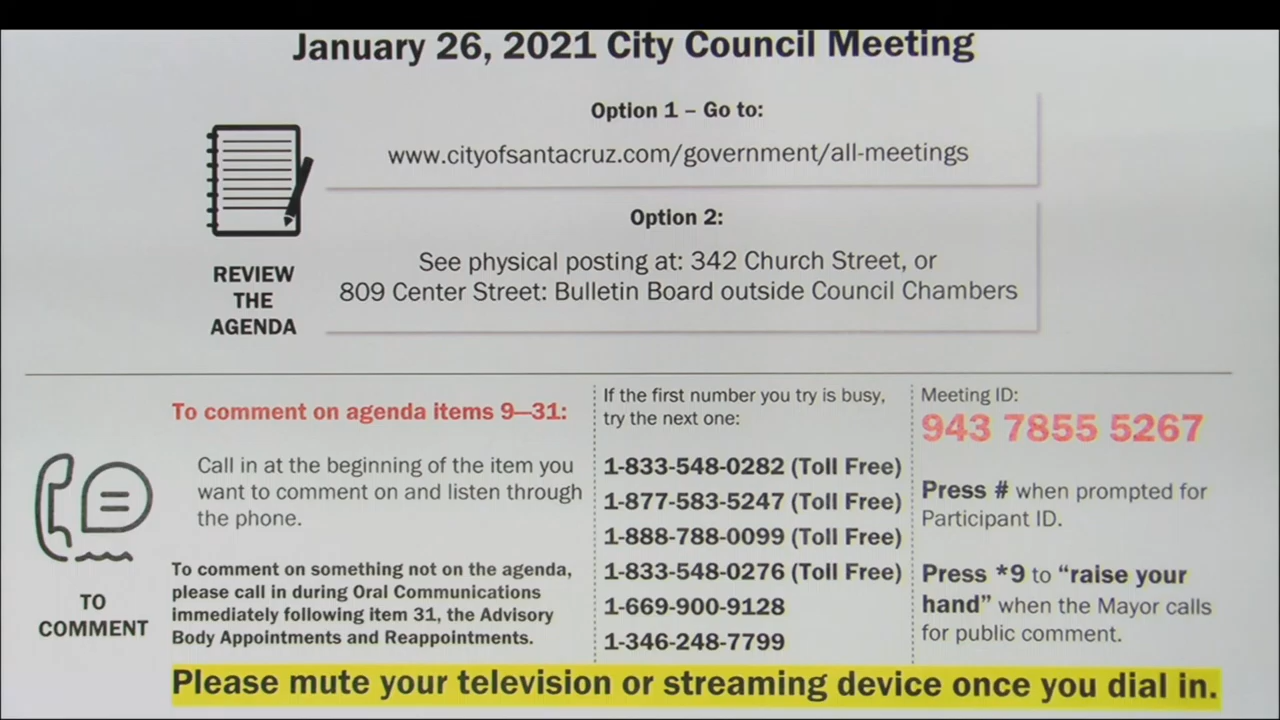 January 26, 2021 City Council Meeting
Option 1 – Go to:
www.cityofsantacruz.com/government/all-meetings
Option 2:
See physical posting at: 342 Church Street, or
809 Center Street: Bulletin Board outside Council Chambers
REVIEW
THE
AGENDA
To comment on agenda items 9—31:
Call in at the beginning of the item you
want to comment on and listen through
the phone.
To comment on something not on the agenda,
please call in during Oral Communications
immediately following item 31, the Advisory
Body Appointments and Reappointments.
TO
COMMENT
If the first number you try is busy,
try the next one:
1-833-548-0282 (Toll Free)
1-877-583-5247 (Toll Free)
1-888-788-0099 (Toll Free)
1-833-548-0276 (Toll Free)
1-669-900-9128
1-346-248-7799
Meeting ID:
943 7855 5267
Press # when prompted for
Participant ID.
Press *9 to “raise your
hand” when the Mayor calls
for public comment.
Please mute your television or streaming device once you dial in.